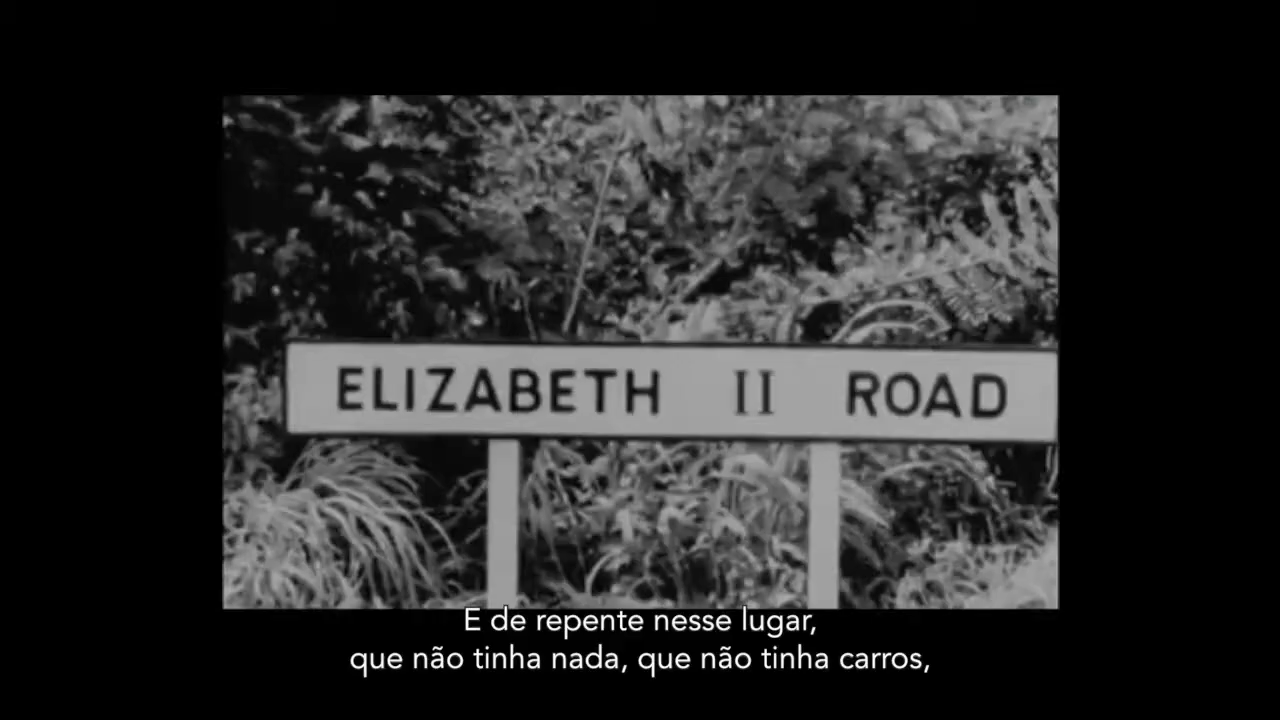 ELIZABETH II ROAD
E de repente nesse lugar,
que não tinha nada, que não tinha carros,